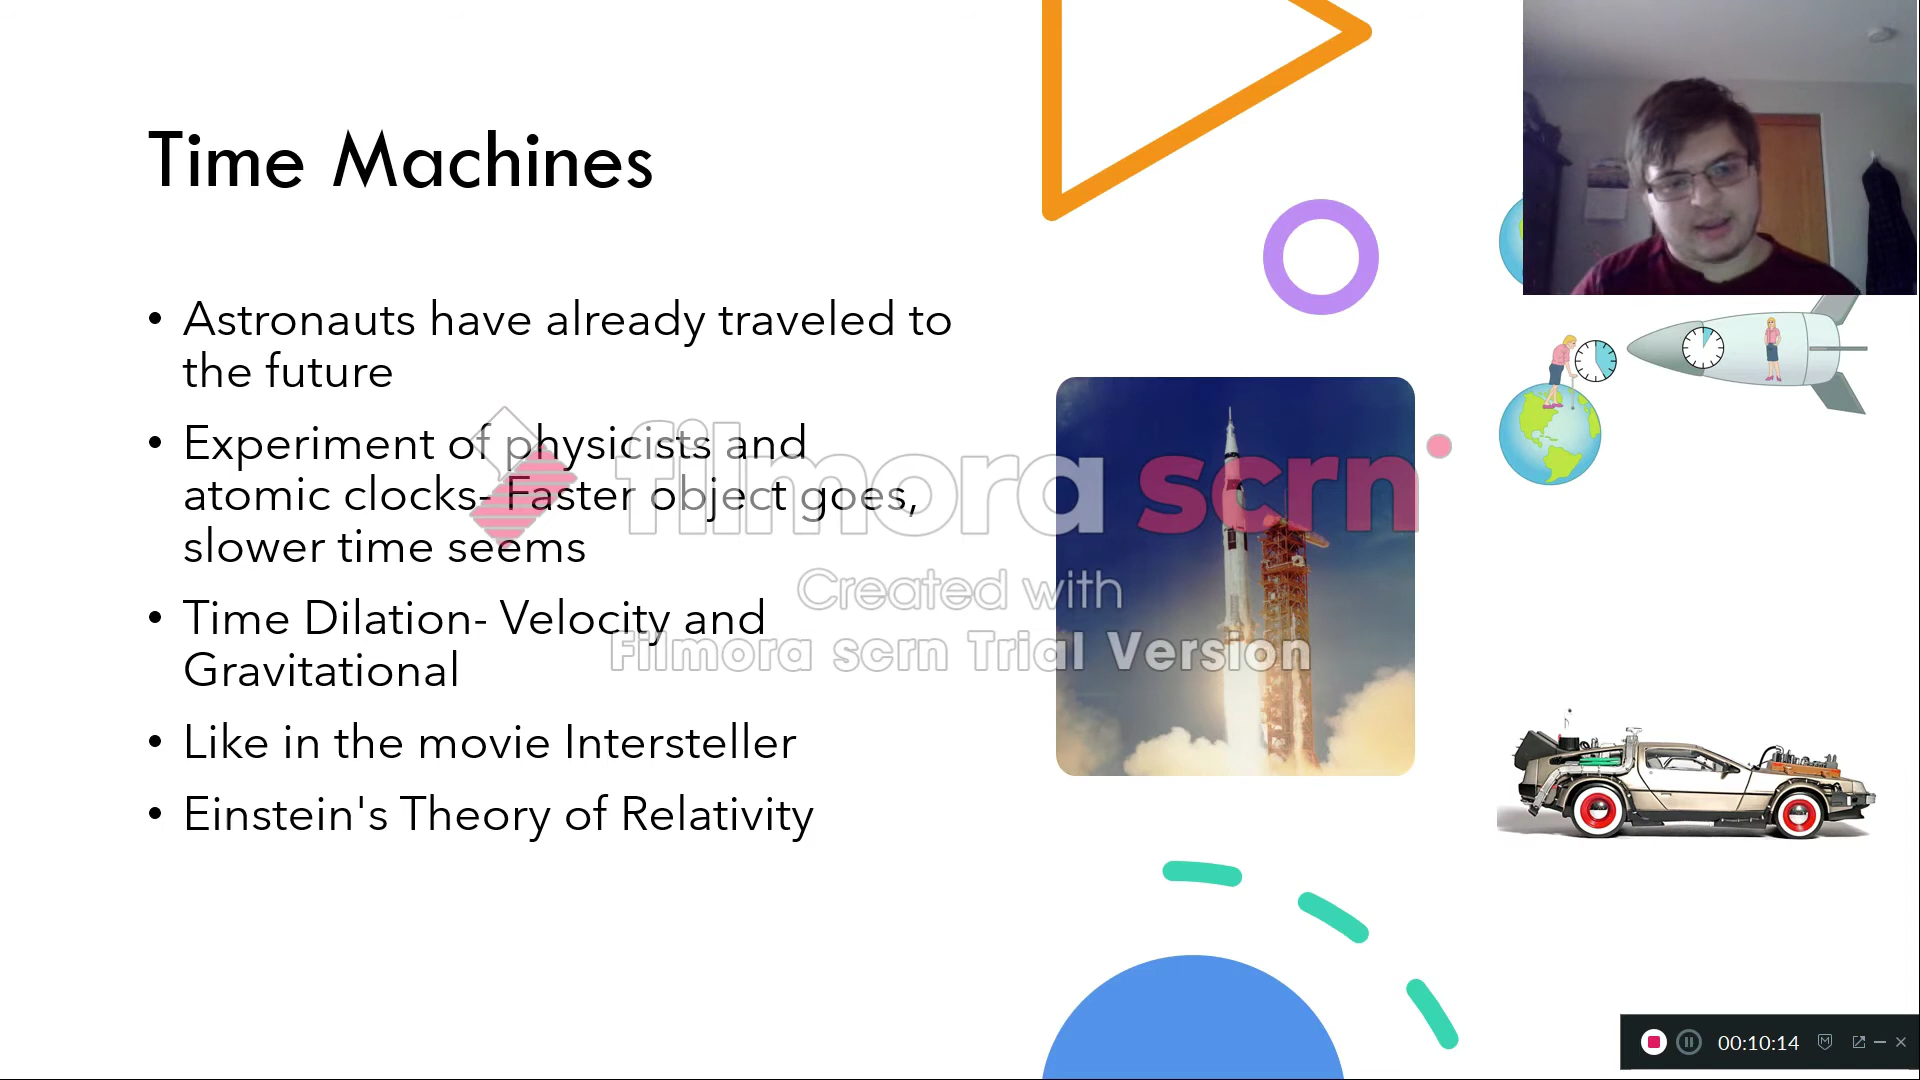 Time Machines
• Astronauts have already traveled to
the future
• Experiment of physicists and
atomic clocks- Faster object goes,
slower time seems
• Time Dilation- Velocity and
Gravitational
• Like in the movie Intersteller
• Einstein's Theory of Relativity
filmora scrn
Created with
Filmora scrn Trial Version
00:10:14